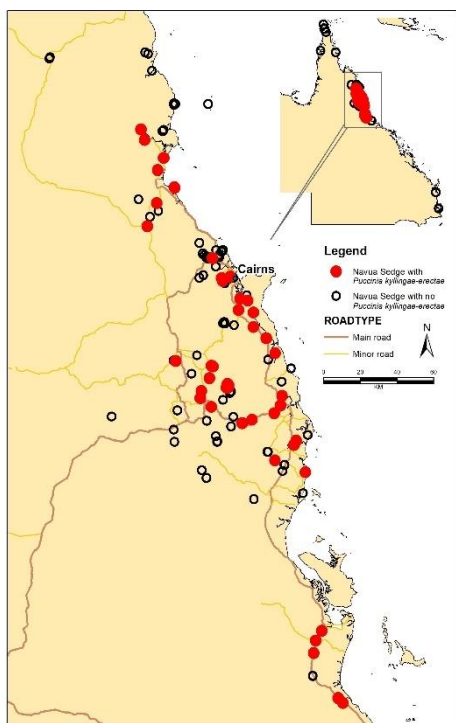 Cairns
Legend
Navua Sedge with
Puccinia kyllingae-erectae
Navua Sedge with no
Puccinia kyllingae-erectae
ROADTYPE
Main road
Minor road
N
0 20 40 60
KM